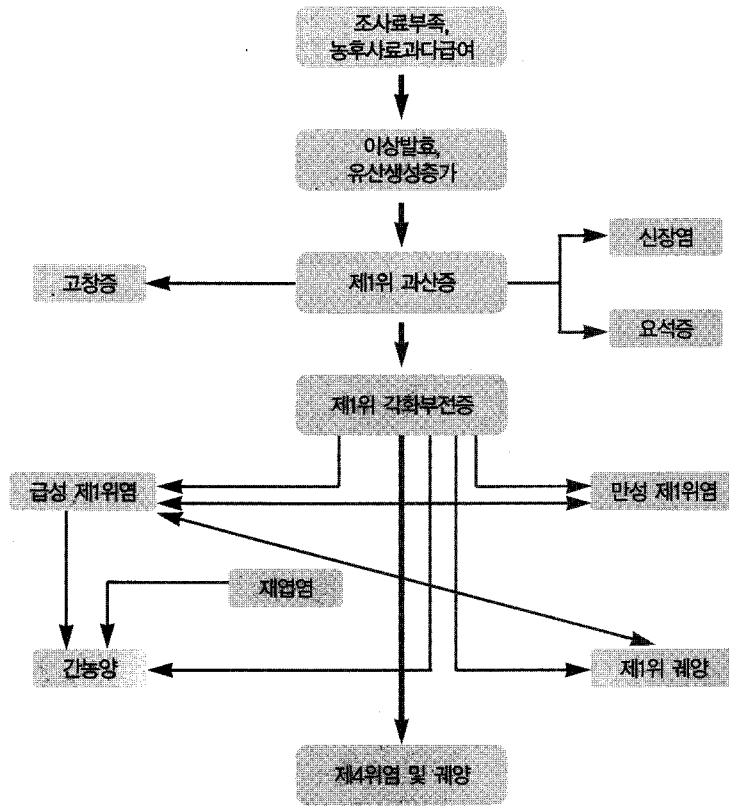 조사료부족,
농후사료과다급여
이상발효,
유산생성증가
신장염
고창증
제1위 과산증
요석증
제1위 각화부전증
급성 제1위염
만성 제1위염
재엽염
간농양
제1위 궤양
제4위염 및 궤양